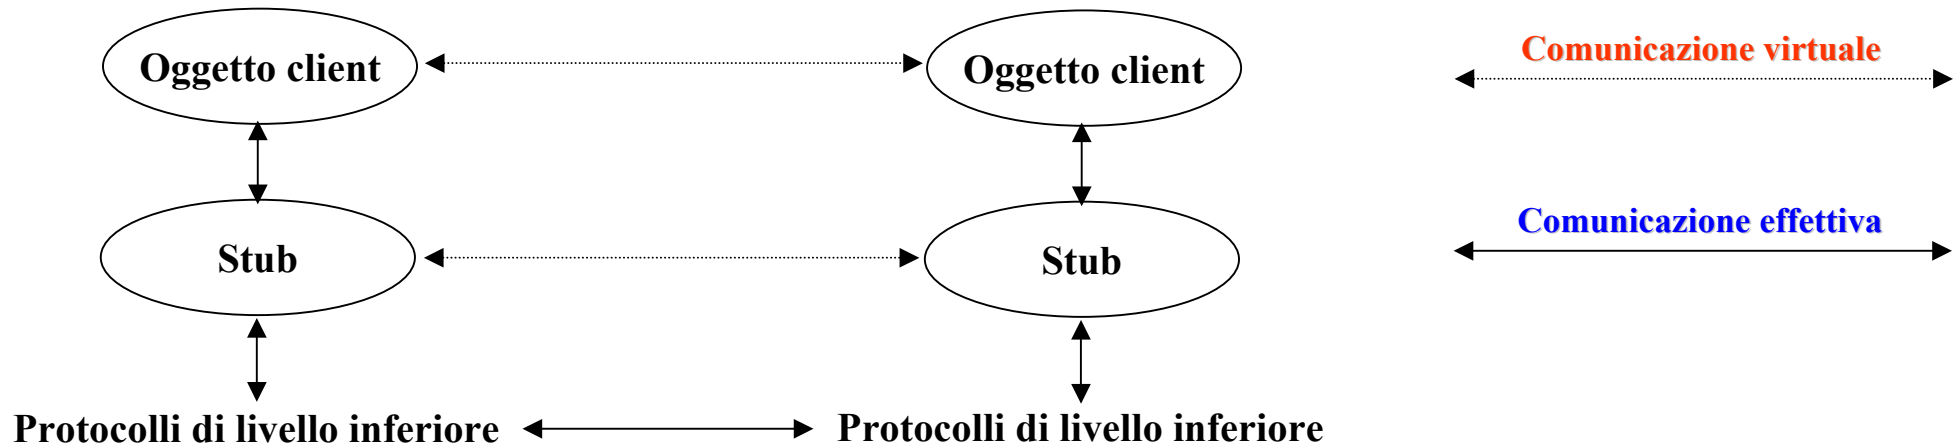 Oggetto client
Oggetto client
Comunicazione virtuale
Stub
Stub
Comunicazione effettiva
Protocolli di livello inferiore
Protocolli di livello inferiore